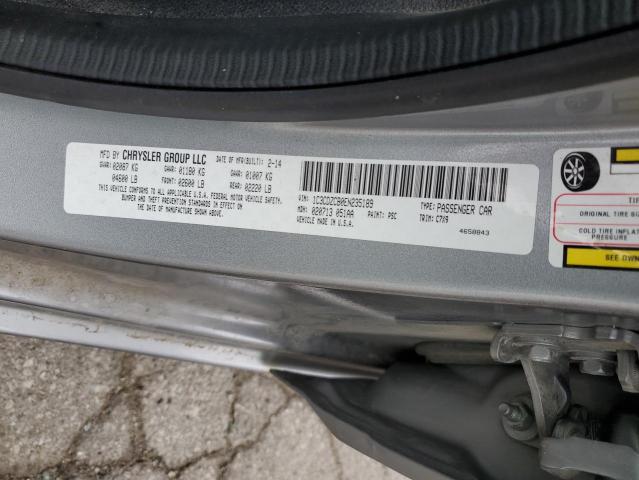 MFD BY CHRYSLER GROUP LLC DATE OF MFR(BUILT): 2-14
GVWR: 02087 KG GAWR: 01180 KG GAWR: 01007 KG
04600 LB FRONT: 02600 LB REAR: 02220 LB
THIS VEHICLE CONFORMS TO ALL APPLICABLE U.S.A. FEDERAL MOTOR VEHICLE SAFETY,
BUMPER AND THEFT PREVENTION STANDARDS IN EFFECT
ON THE DATE OF MANUFACTURE SHOWN ABOVE.
VIN: 1C3CDZCB0EN235189 TYPE: PASSENGER CAR
MDH: 020713 051AA PAINT: PSC TRIM: C7X9
VEHICLE MADE IN U.S.A. 4658843
TI
ORIGINAL TIRE SIZE
COLD TIRE INFLAT
PRESSURE
SEE OWN